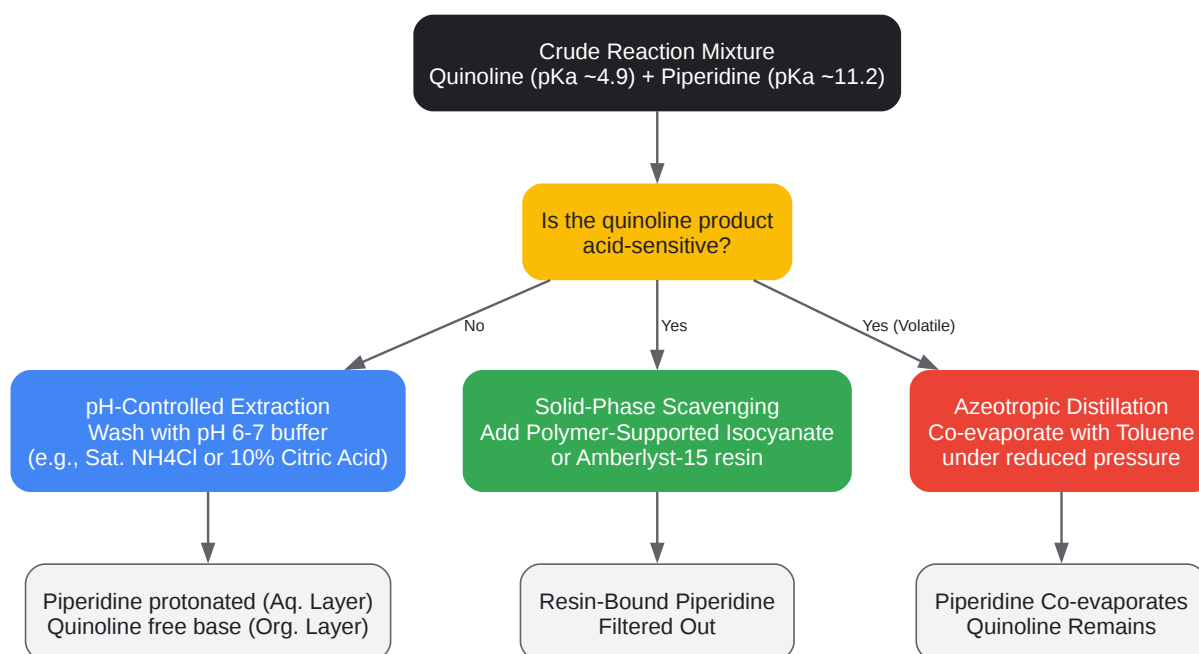 Crude Reaction Mixture
Quinoline (pKa ~4.9) + Piperidine (pKa ~11.2)
Is the quinoline product
acid-sensitive?
No
Yes
Yes (Volatile)
pH-Controlled Extraction
Wash with pH 6-7 buffer
(e.g., Sat. NH4Cl or 10% Citric Acid)
Solid-Phase Scavenging
Add Polymer-Supported Isocyanate
or Amberlyst-15 resin
Azeotropic Distillation
Co-evaporate with Toluene
under reduced pressure
Piperidine protonated (Aq. Layer)
Quinoline free base (Org. Layer)
Resin-Bound Piperidine
Filtered Out
Piperidine Co-evaporates
Quinoline Remains